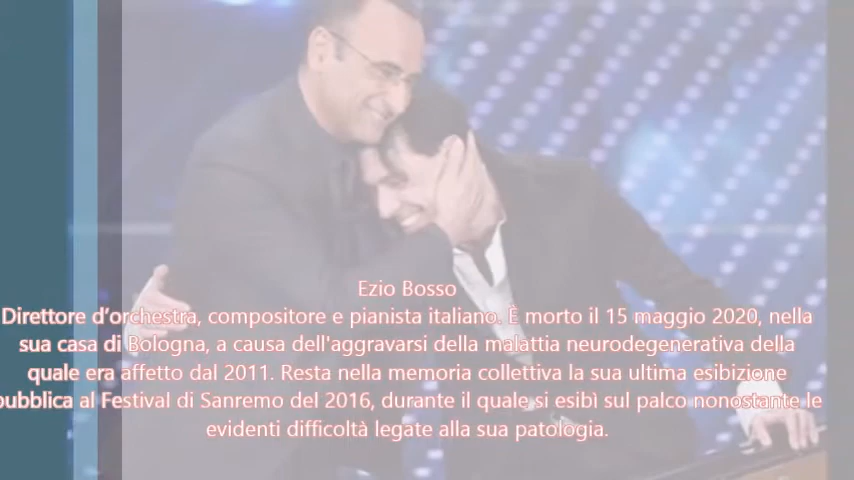 Ezio Bosso
Direttore d’orchestra, compositore e pianista italiano. È morto il 15 maggio 2020, nella
sua casa di Bologna, a causa dell'aggravarsi della malattia neurodegenerativa della
quale era affetto dal 2011. Resta nella memoria collettiva la sua ultima esibizione
pubblica al Festival di Sanremo del 2016, durante il quale si esibì sul palco nonostante le
evidenti difficoltà legate alla sua patologia.